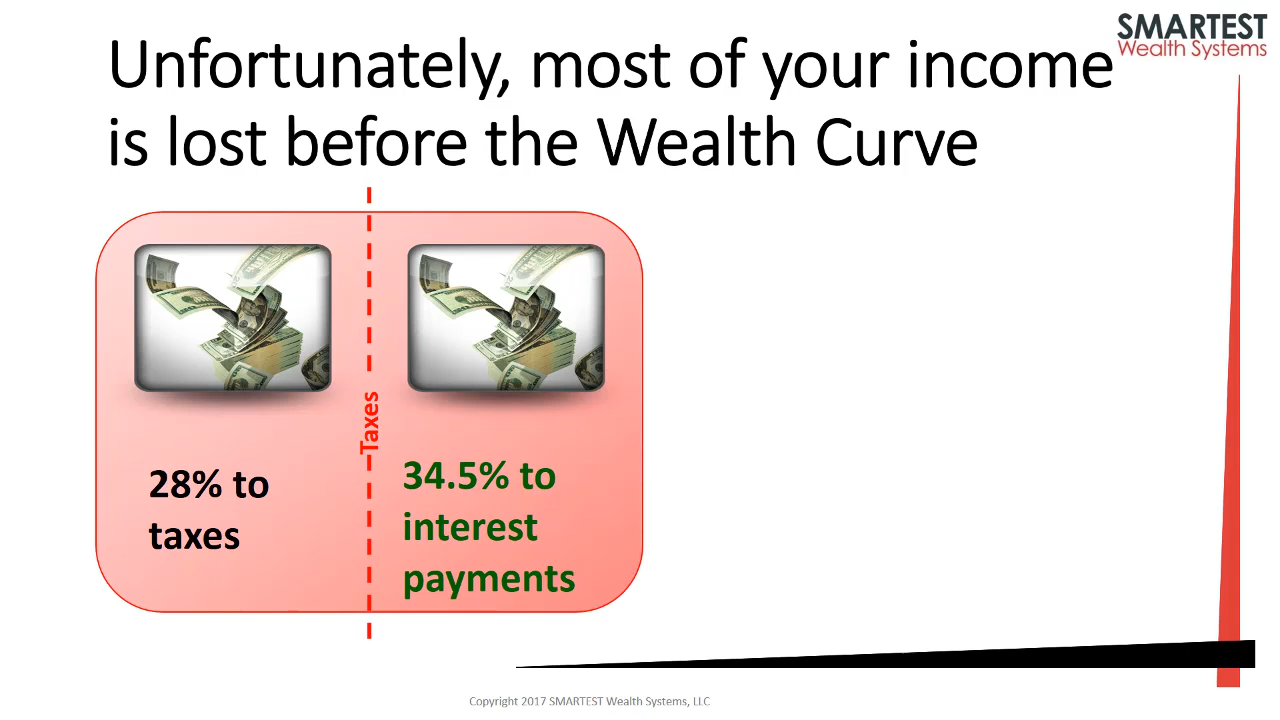 SMARTEST
Wealth Systems
Unfortunately, most of your income
is lost before the Wealth Curve
Taxes
28% to
taxes
34.5% to
interest
payments
Copyright 2017 SMARTEST Wealth Systems, LLC